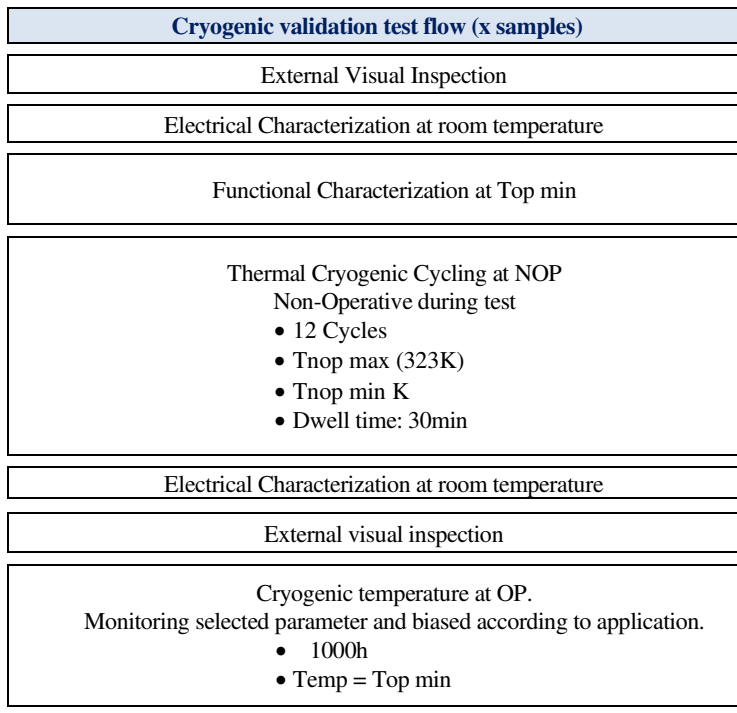 Cryogenic validation test flow (x samples)
External Visual Inspection
Electrical Characterization at room temperature
Functional Characterization at Top min
Thermal Cryogenic Cycling at NOP
Non-Operative during test
• 12 Cycles
• Tnop max (323K)
• Tnop min K
• Dwell time: 30min
Electrical Characterization at room temperature
External visual inspection
Cryogenic temperature at OP.
Monitoring selected parameter and biased according to application.
• 1000h
• Temp = Top min